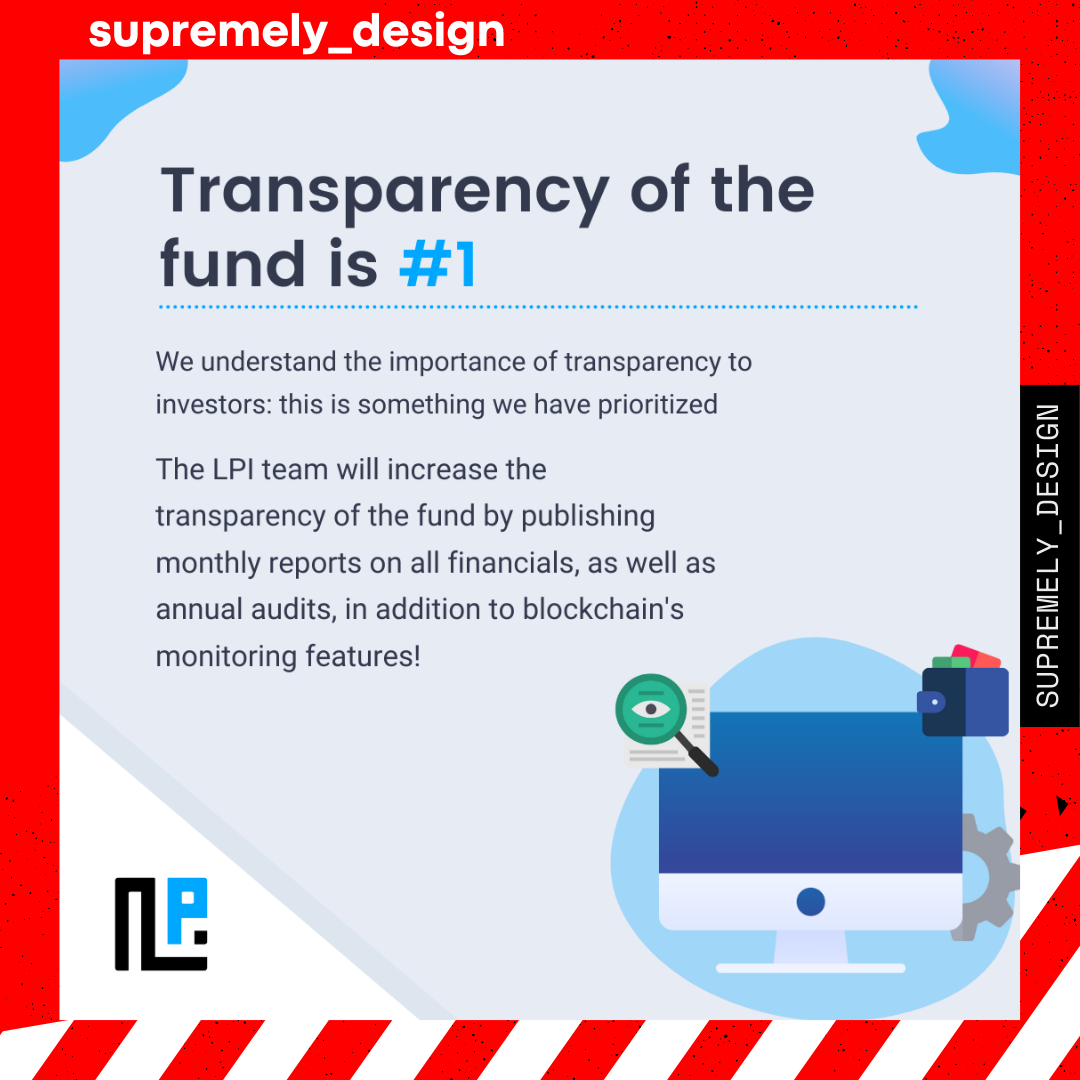 supremely_design
Transparency of the
fund is #1
We understand the importance of transparency to
investors: this is something we have prioritized
The LPI team will increase the
transparency of the fund by publishing
monthly reports on all financials, as well as
annual audits, in addition to blockchain's
monitoring features!
SUPREMELY_DESIGN